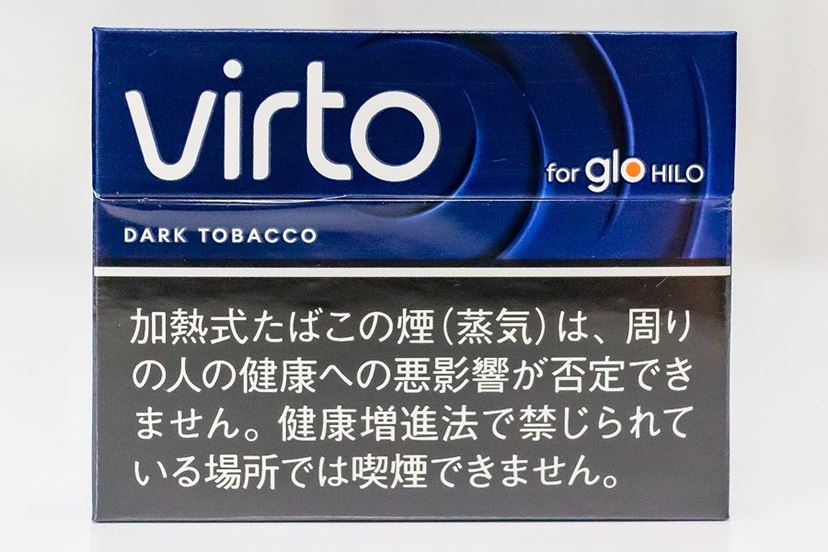 virto
for glo HILO
DARK TOBACCO
加熱式たばこの煙(蒸気)は、周り
の人の健康への悪影響が否定でき
ません。健康増進法で禁じられて
いる場所では喫煙できません。